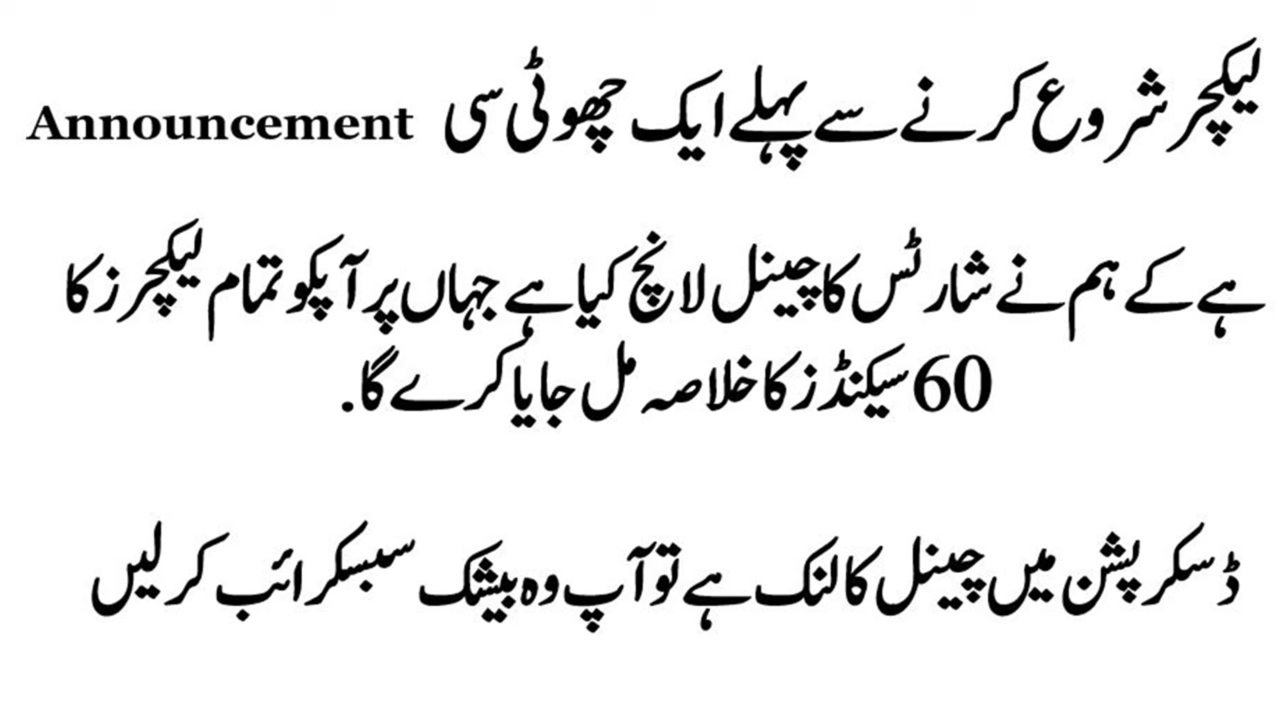 لیکچر شروع کرنے سے پہلے ایک چھوٹی سی Announcement
ہے کے ہم نے شارٹس کا چینل لانچ کیا ہے جہاں پر آپکو تمام لیکچرز کا
60 سیکنڈز کا خلاصہ مل جایا کرے گا.
ڈسکرپشن میں چینل کا لنک ہے تو آپ وہ بیشک سبسکرائب کر لیں